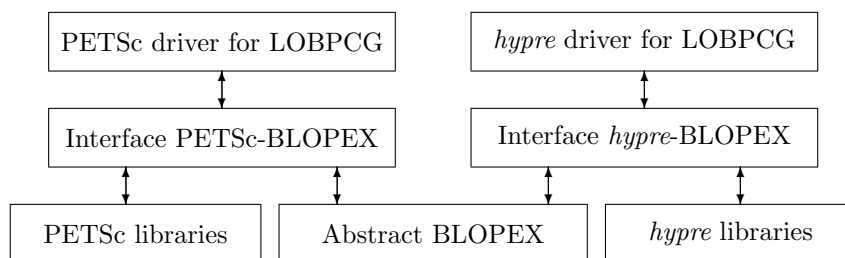 PETSc driver for LOBPCG
hypre driver for LOBPCG
Interface PETSc-BLOPEX
Interface hypre-BLOPEX
PETSc libraries
Abstract BLOPEX
hypre libraries